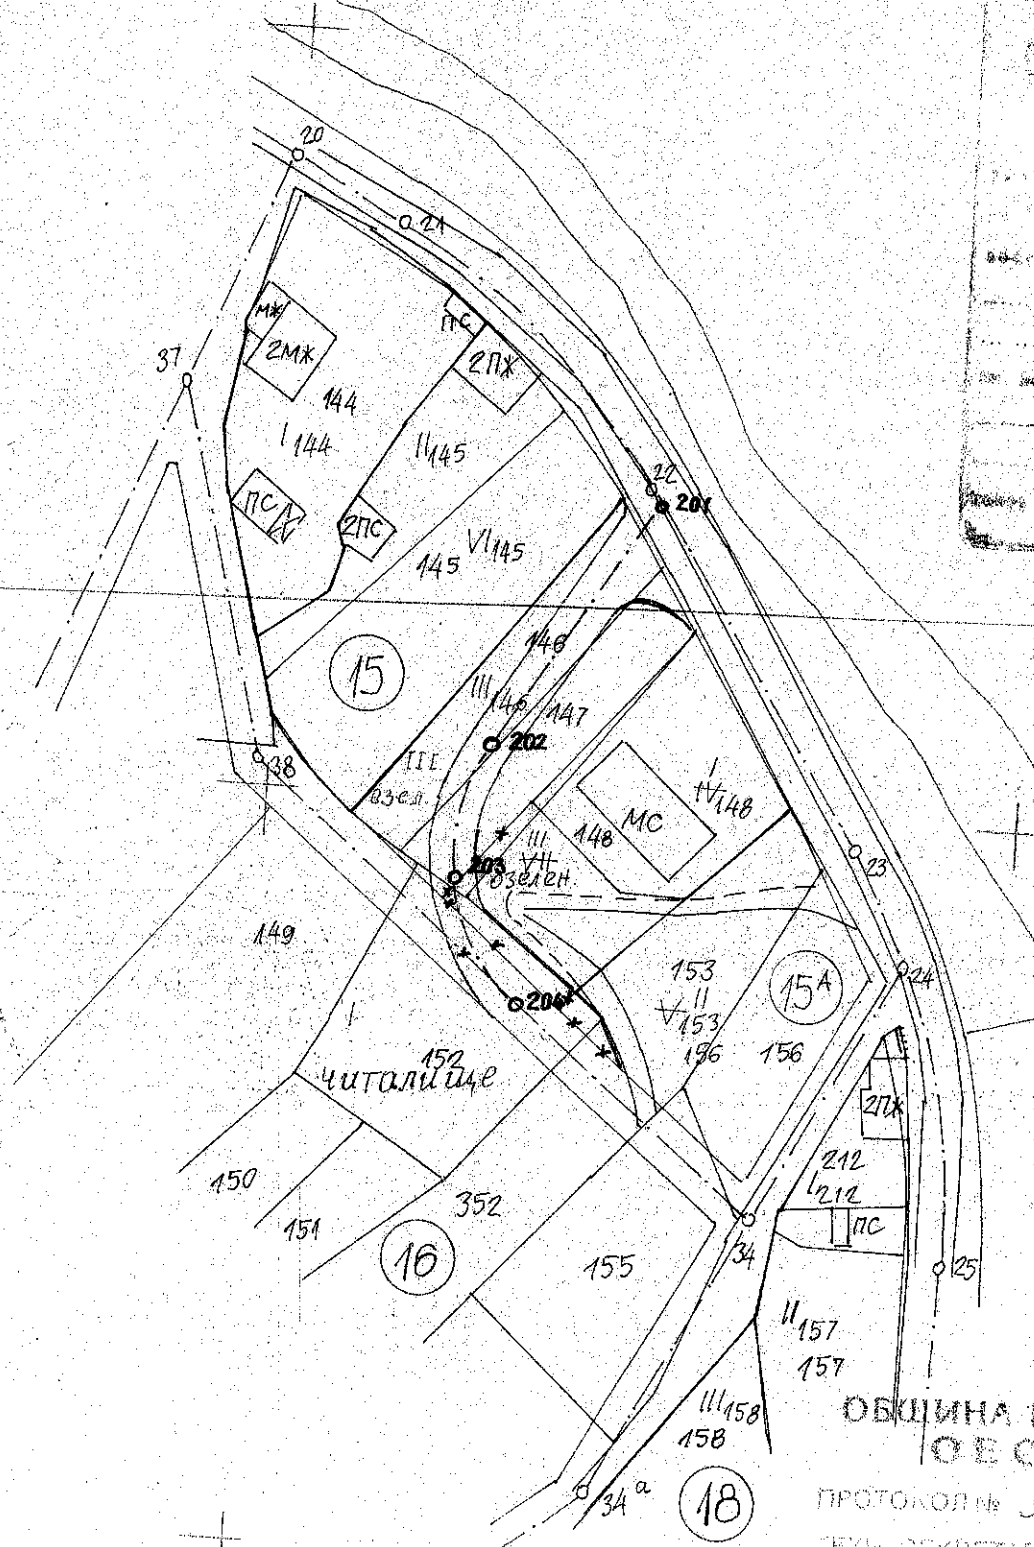 20
21
МЖ
2МЖ
ПС
2ПЖ
37
144
I 144
II 145
22
201
ПС
2ПС
VI 145
145
146
15
III 146
147
202
38
III
озел.
I
IV 148
МС
148
III
VII
озелен.
203
23
149
153
II
V 153
15А
24
204
I
152
читалище
156
156
2ПЖ
150
212
I 212
151
352
ПС
34
16
155
25
II 157
157
III 158
158
ОБЩИНА
ОЕС
34а
18
ПРОТОКОЛ №